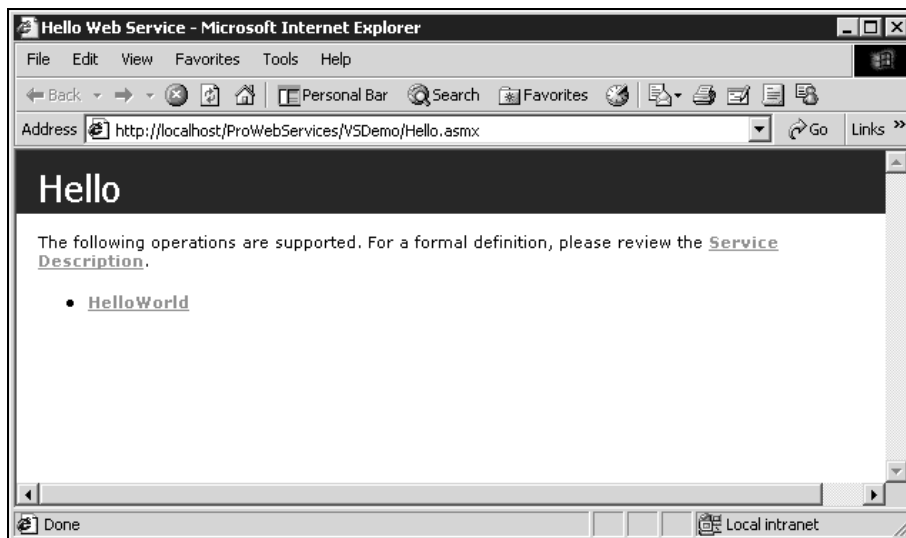 Hello Web Service - Microsoft Internet Explorer
File Edit View Favorites Tools Help
Back Personal Bar Search Favorites
Address http://localhost/ProWebServices/VSDemo/Hello.asmx Go Links »
Hello
The following operations are supported. For a formal definition, please review the Service
Description.
• HelloWorld
Done Local intranet